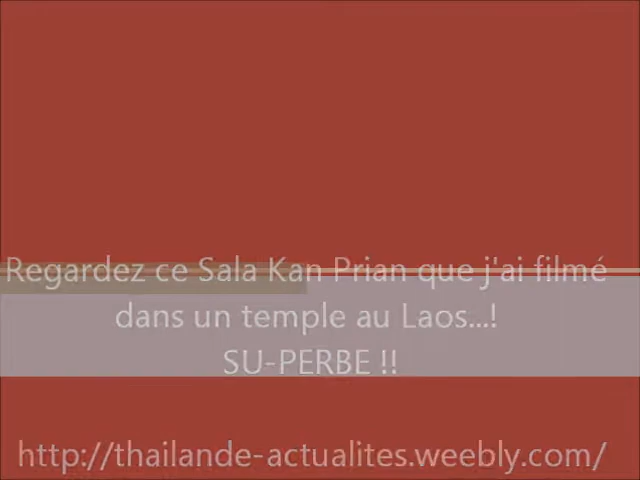 Regardez ce Sala Kan Prian que j'ai filmé
dans un temple au Laos...!
SU-PERBE !!
http://thailande-actualites.weebly.com/